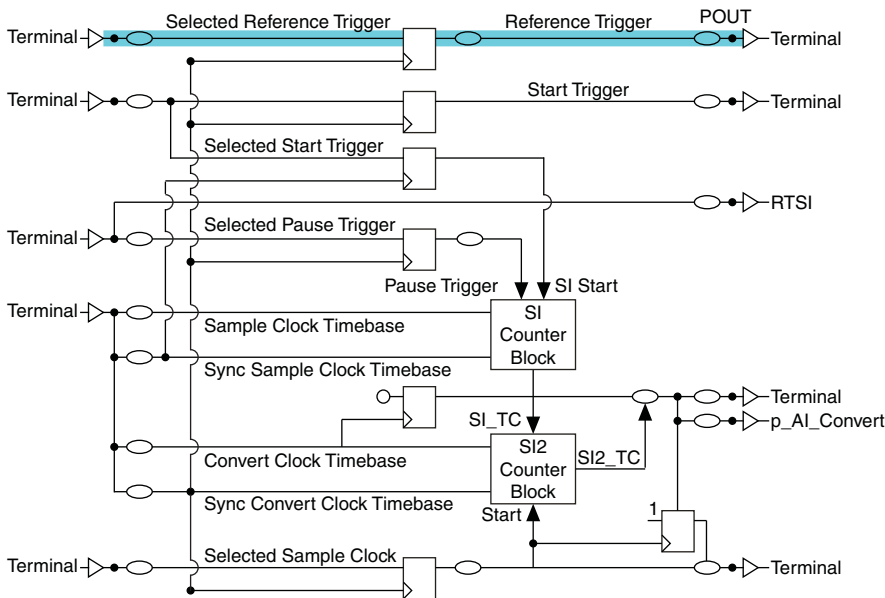 Terminal Selected Reference Trigger Reference Trigger POUT Terminal
Terminal Start Trigger Terminal
Selected Start Trigger
RTSI
Terminal Selected Pause Trigger
Pause Trigger SI Start
Terminal
Sample Clock Timebase
SI
Counter
Block
Sync Sample Clock Timebase
Terminal
SI_TC
p_AI_Convert
Convert Clock Timebase
SI2
Counter
Block
SI2_TC
Sync Convert Clock Timebase
Start
1
Terminal Selected Sample Clock Terminal